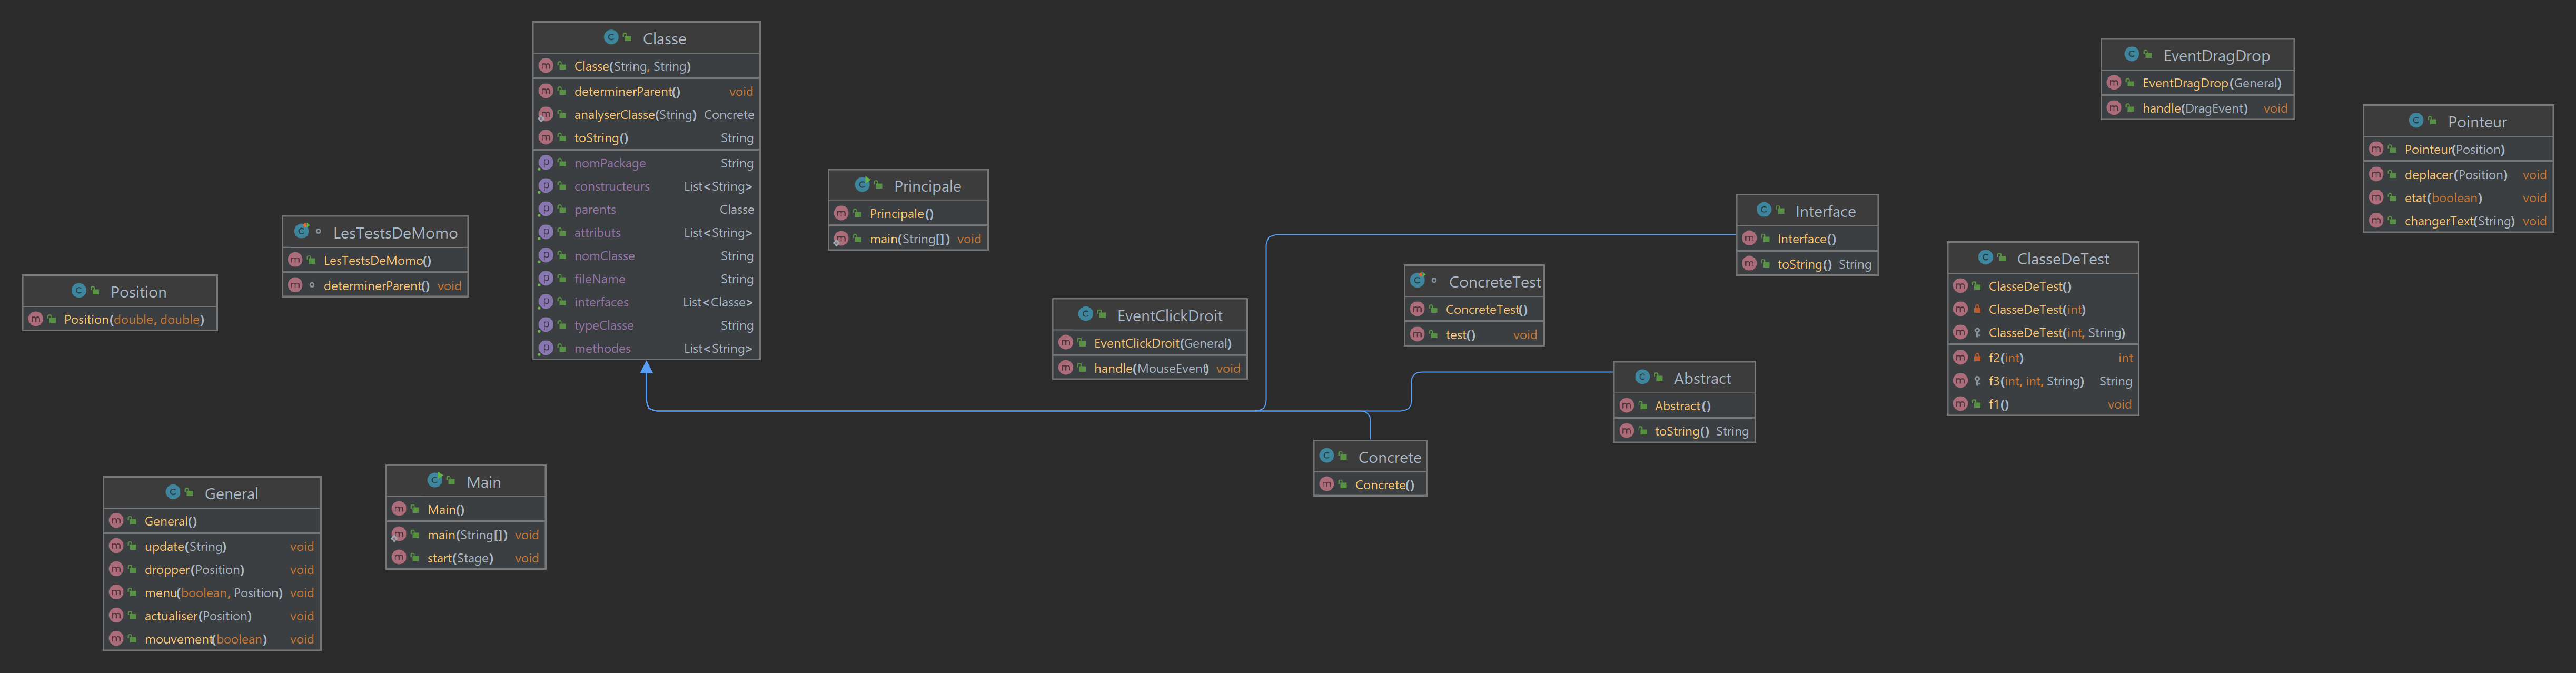 Classe
Classe(String, String)
determinerParent() void
analyserClasse(String) Concrete
toString() String
nomPackage String
constructeurs List<String>
parents Classe
attributs List<String>
nomClasse String
fileName String
interfaces List<Classe>
typeClasse String
methodes List<String>
Principale
Principale()
main(String[]) void
LesTestsDeMomo
LesTestsDeMomo()
determinerParent() void
Position
Position(double, double)
General
General()
update(String) void
dropper(Position) void
menu(boolean, Position) void
actualiser(Position) void
mouvement(boolean) void
Main
Main()
main(String[]) void
start(Stage) void
EventClickDroit
EventClickDroit(General)
handle(MouseEvent) void
ConcreteTest
ConcreteTest()
test() void
Concrete
Concrete()
Interface
Interface()
toString() String
Abstract
Abstract()
toString() String
EventDragDrop
EventDragDrop(General)
handle(DragEvent) void
ClasseDeTest
ClasseDeTest()
ClasseDeTest(int)
ClasseDeTest(int, String)
f2(int) int
f3(int, int, String) String
f1() void
Pointeur
Pointeur(Position)
deplacer(Position) void
etat(boolean) void
changerText(String) void